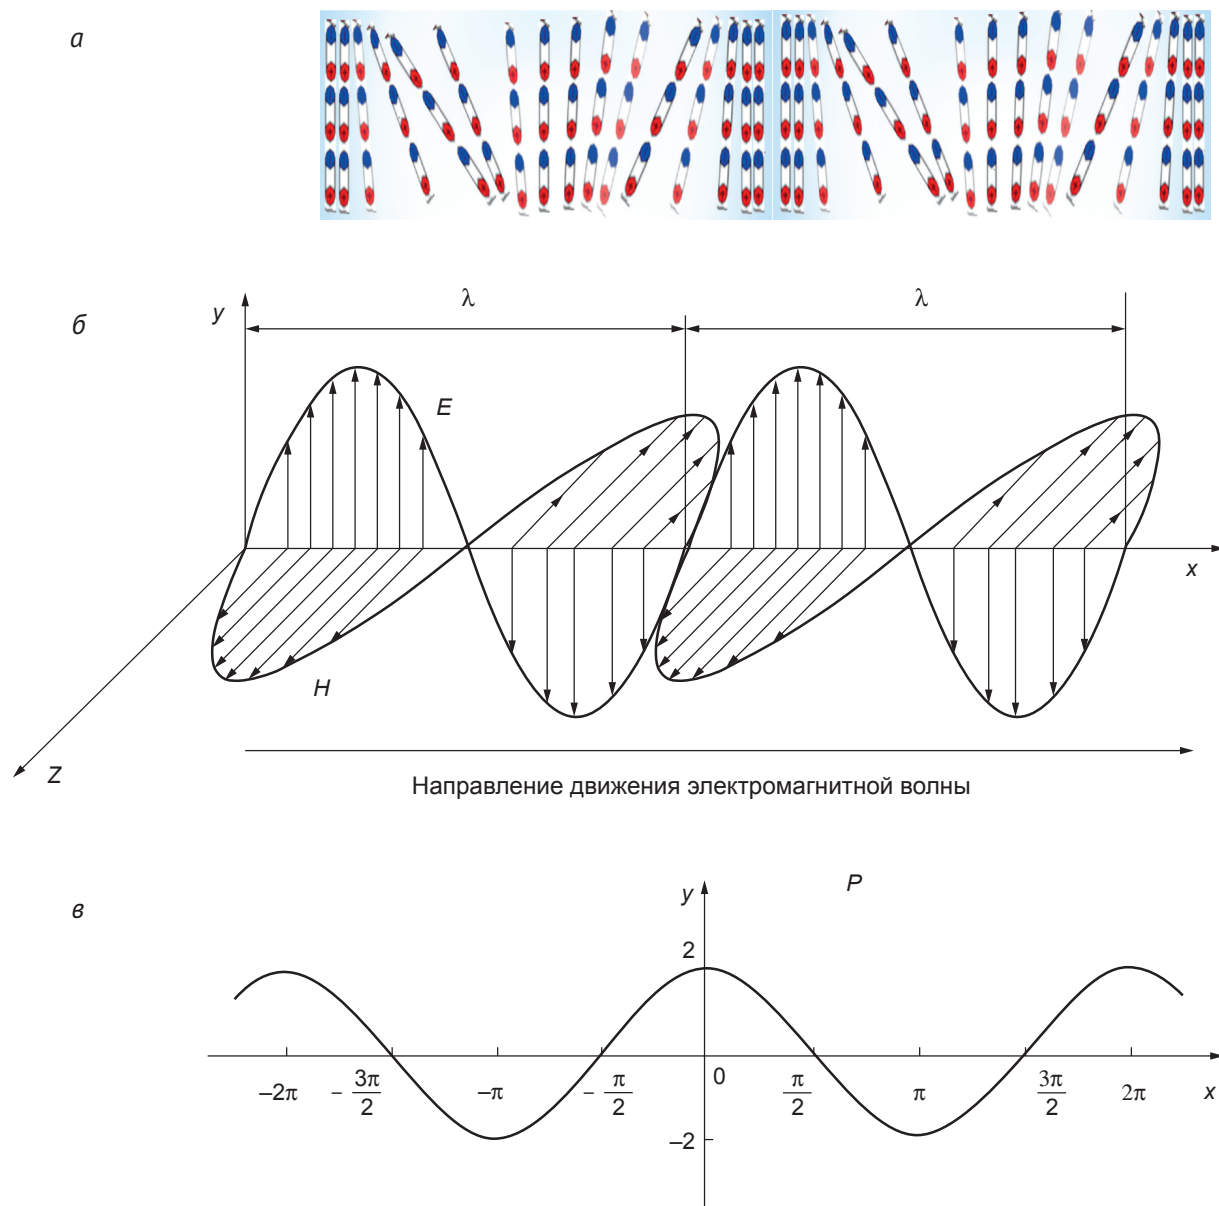 а
б
y
λ
λ
E
x
H
Z
Направление движения электромагнитной волны
в
y
P
2
–2π
– 3π/2
–π
– π/2
0
π/2
π
3π/2
2π
x
–2